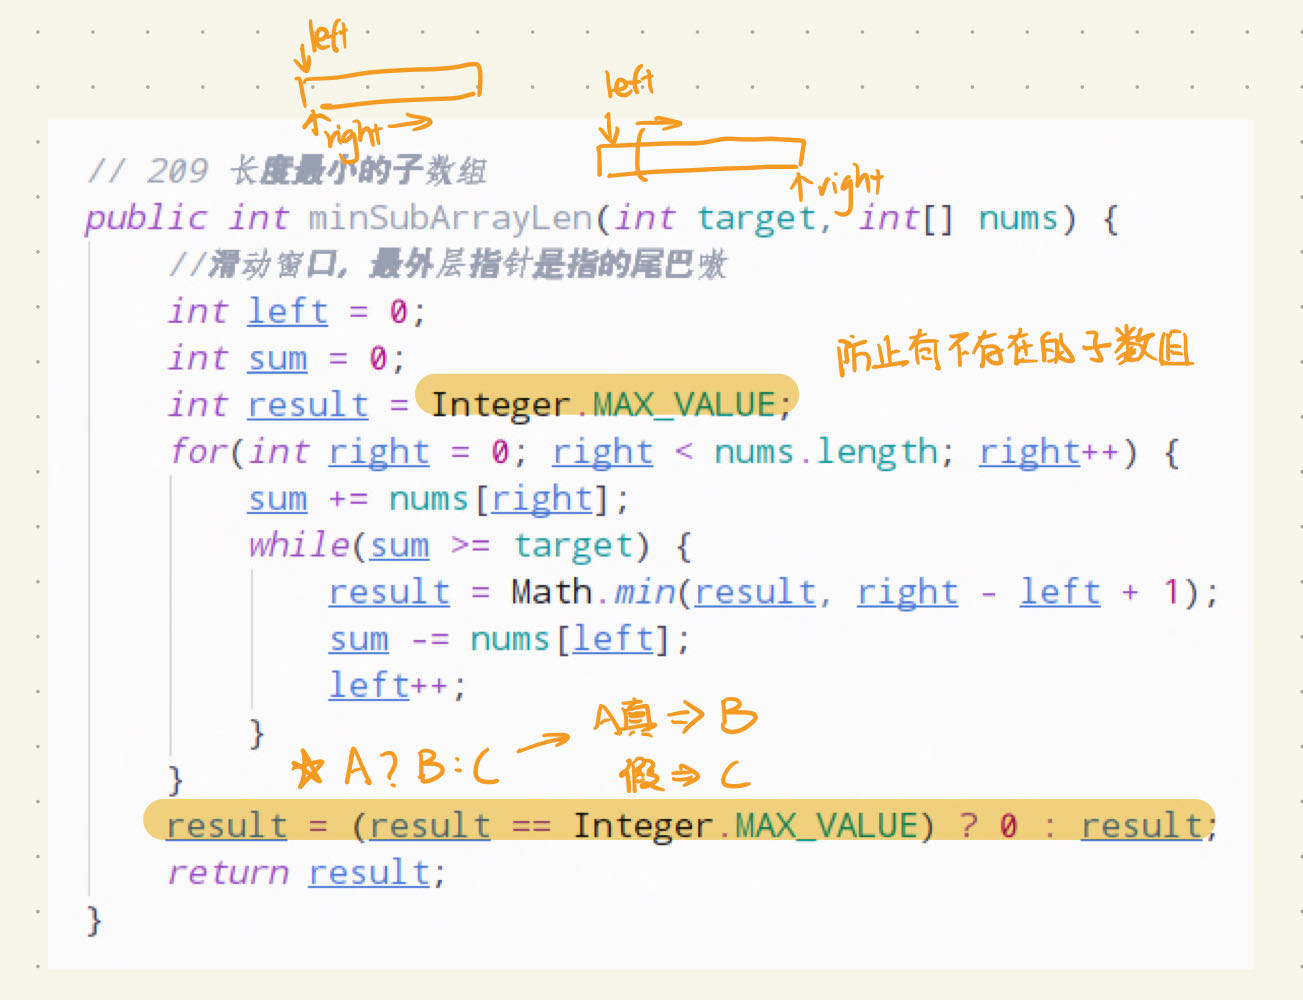 left
right
left
right
// 209 长度最小的子数组
public int minSubArrayLen(int target, int[] nums) {
//滑动窗口，最外层指针是指的尾巴嗷
int left = 0;
int sum = 0;
防止有不存在的子数组
int result = Integer.MAX_VALUE;
for(int right = 0; right < nums.length; right++) {
sum += nums[right];
while(sum >= target) {
result = Math.min(result, right - left + 1);
sum -= nums[left];
left++;
}
A真 => B
☆ A ? B : C
假 => C
}
result = (result == Integer.MAX_VALUE) ? 0 : result;
return result;
}